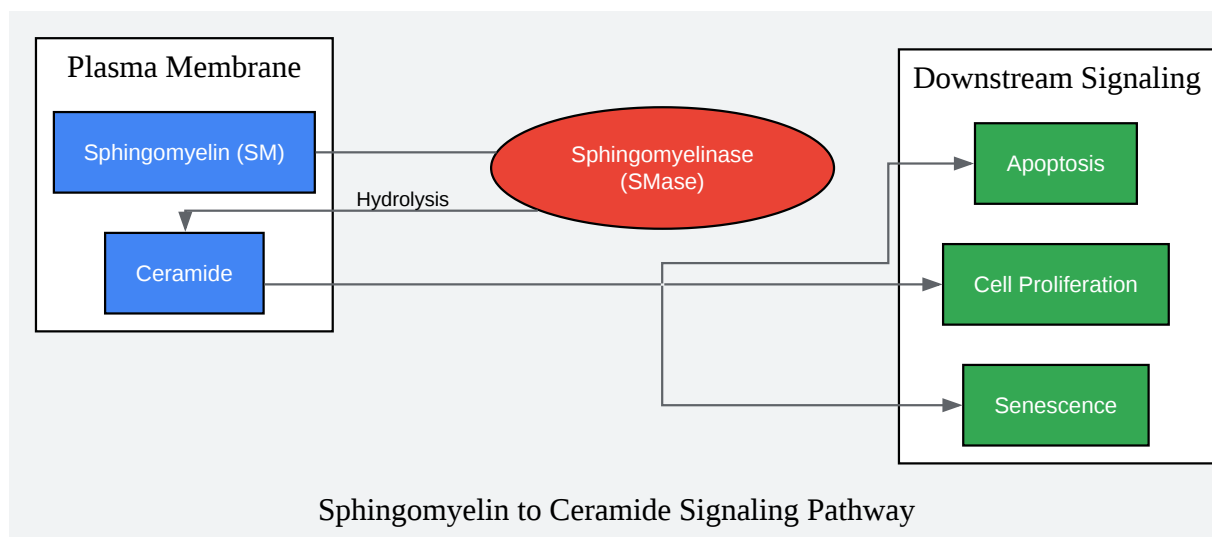 Plasma Membrane
Sphingomyelin (SM)
Hydrolysis
Ceramide
Sphingomyelinase
(SMase)
Downstream Signaling
Apoptosis
Cell Proliferation
Senescence
Sphingomyelin to Ceramide Signaling Pathway